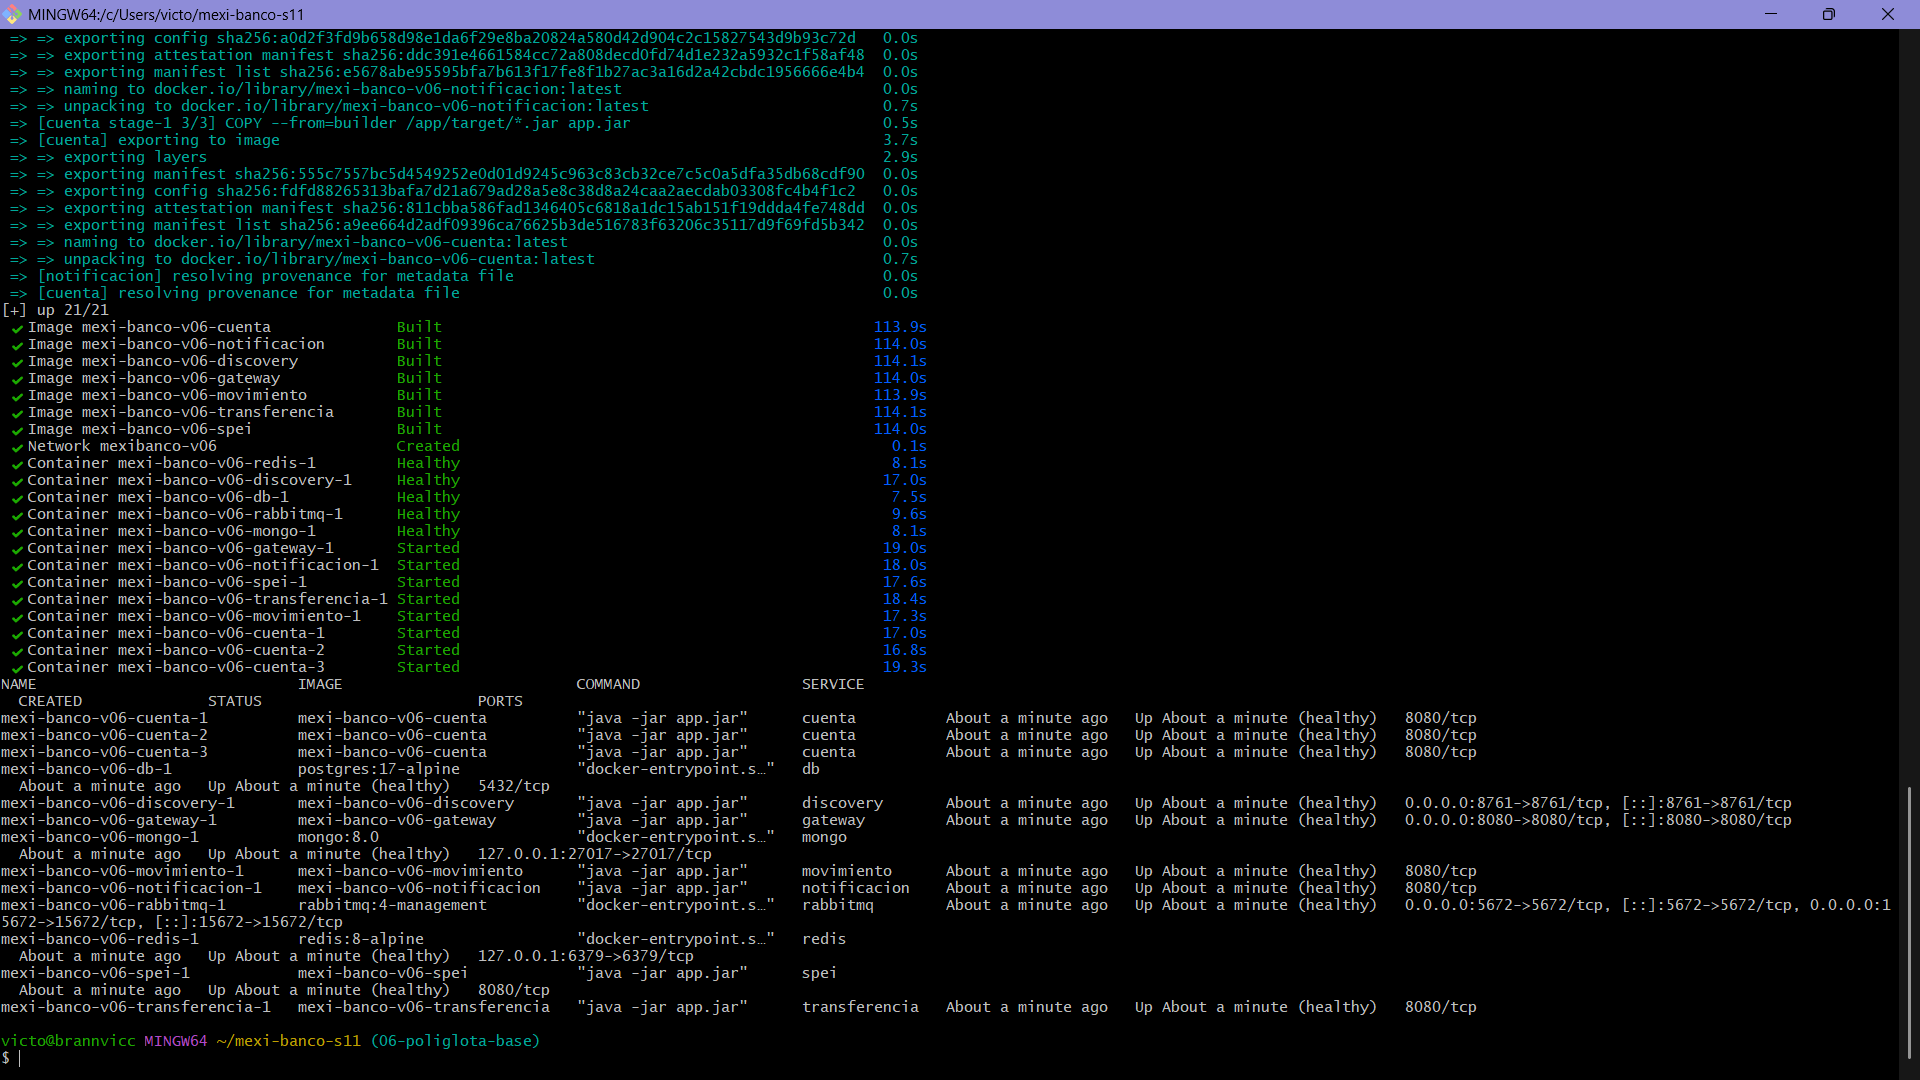 MINGW64:/c/Users/victo/mexi-banco-s11
=> => exporting config sha256:a0d2f3fd9b658d98e1da6f29e8ba20824a580d42d904c2c15827543d9b93c72d 0.0s
=> => exporting attestation manifest sha256:ddc391e4661584cc72a808decd0fd74d1e232a5932c1f58af48 0.0s
=> => exporting manifest list sha256:e5678abe95595bfa7b613f17fe8f1b27ac3a16d2a42cbdc1956666e4b4 0.0s
=> => naming to docker.io/library/mexi-banco-v06-notificacion:latest 0.0s
=> => unpacking to docker.io/library/mexi-banco-v06-notificacion:latest 0.7s
=> [cuenta stage-1 3/3] COPY --from=builder /app/target/*.jar app.jar 0.5s
=> [cuenta] exporting to image 3.7s
=> => exporting layers 2.9s
=> => exporting manifest sha256:555c7557bc5d4549252e0d01d9245c963c83cb32ce7c5c0a5dfa35db68cdf90 0.0s
=> => exporting config sha256:fdfd88265313bafa7d21a679ad28a5e8c38d8a24caa2aecdab03308fc4b4f1c2 0.0s
=> => exporting attestation manifest sha256:811cbba586fad1346405c6818a1dc15ab151f19ddda4fe748dd 0.0s
=> => exporting manifest list sha256:a9ee664d2adf09396ca76625b3de516783f63206c35117d9f69fd5b342 0.0s
=> => naming to docker.io/library/mexi-banco-v06-cuenta:latest 0.0s
=> => unpacking to docker.io/library/mexi-banco-v06-cuenta:latest 0.7s
=> [notificacion] resolving provenance for metadata file 0.0s
=> [cuenta] resolving provenance for metadata file 0.0s
[+] up 21/21
✔ Image mexi-banco-v06-cuenta Built 113.9s
✔ Image mexi-banco-v06-notificacion Built 114.0s
✔ Image mexi-banco-v06-discovery Built 114.1s
✔ Image mexi-banco-v06-gateway Built 114.0s
✔ Image mexi-banco-v06-movimiento Built 113.9s
✔ Image mexi-banco-v06-transferencia Built 114.1s
✔ Image mexi-banco-v06-spei Built 114.0s
✔ Network mexibanco-v06 Created 0.1s
✔ Container mexi-banco-v06-redis-1 Healthy 8.1s
✔ Container mexi-banco-v06-discovery-1 Healthy 17.0s
✔ Container mexi-banco-v06-db-1 Healthy 7.5s
✔ Container mexi-banco-v06-rabbitmq-1 Healthy 9.6s
✔ Container mexi-banco-v06-mongo-1 Healthy 8.1s
✔ Container mexi-banco-v06-gateway-1 Started 19.0s
✔ Container mexi-banco-v06-notificacion-1 Started 18.0s
✔ Container mexi-banco-v06-spei-1 Started 17.6s
✔ Container mexi-banco-v06-transferencia-1 Started 18.4s
✔ Container mexi-banco-v06-movimiento-1 Started 17.3s
✔ Container mexi-banco-v06-cuenta-1 Started 17.0s
✔ Container mexi-banco-v06-cuenta-2 Started 16.8s
✔ Container mexi-banco-v06-cuenta-3 Started 19.3s
NAME IMAGE COMMAND SERVICE
CREATED STATUS PORTS
mexi-banco-v06-cuenta-1 mexi-banco-v06-cuenta "java -jar app.jar" cuenta About a minute ago Up About a minute (healthy) 8080/tcp
mexi-banco-v06-cuenta-2 mexi-banco-v06-cuenta "java -jar app.jar" cuenta About a minute ago Up About a minute (healthy) 8080/tcp
mexi-banco-v06-cuenta-3 mexi-banco-v06-cuenta "java -jar app.jar" cuenta About a minute ago Up About a minute (healthy) 8080/tcp
mexi-banco-v06-db-1 postgres:17-alpine "docker-entrypoint.s…" db
About a minute ago Up About a minute (healthy) 5432/tcp
mexi-banco-v06-discovery-1 mexi-banco-v06-discovery "java -jar app.jar" discovery About a minute ago Up About a minute (healthy) 0.0.0.0:8761->8761/tcp, [::]:8761->8761/tcp
mexi-banco-v06-gateway-1 mexi-banco-v06-gateway "java -jar app.jar" gateway About a minute ago Up About a minute (healthy) 0.0.0.0:8080->8080/tcp, [::]:8080->8080/tcp
mexi-banco-v06-mongo-1 mongo:8.0 "docker-entrypoint.s…" mongo
About a minute ago Up About a minute (healthy) 127.0.0.1:27017->27017/tcp
mexi-banco-v06-movimiento-1 mexi-banco-v06-movimiento "java -jar app.jar" movimiento About a minute ago Up About a minute (healthy) 8080/tcp
mexi-banco-v06-notificacion-1 mexi-banco-v06-notificacion "java -jar app.jar" notificacion About a minute ago Up About a minute (healthy) 8080/tcp
mexi-banco-v06-rabbitmq-1 rabbitmq:4-management "docker-entrypoint.s…" rabbitmq About a minute ago Up About a minute (healthy) 0.0.0.0:5672->5672/tcp, [::]:5672->5672/tcp, 0.0.0.0:1
5672->15672/tcp, [::]:15672->15672/tcp
mexi-banco-v06-redis-1 redis:8-alpine "docker-entrypoint.s…" redis
About a minute ago Up About a minute (healthy) 127.0.0.1:6379->6379/tcp
mexi-banco-v06-spei-1 mexi-banco-v06-spei "java -jar app.jar" spei
About a minute ago Up About a minute (healthy) 8080/tcp
mexi-banco-v06-transferencia-1 mexi-banco-v06-transferencia "java -jar app.jar" transferencia About a minute ago Up About a minute (healthy) 8080/tcp
victo@brannvicc MINGW64 ~/mexi-banco-s11 (06-poliglota-base)
$